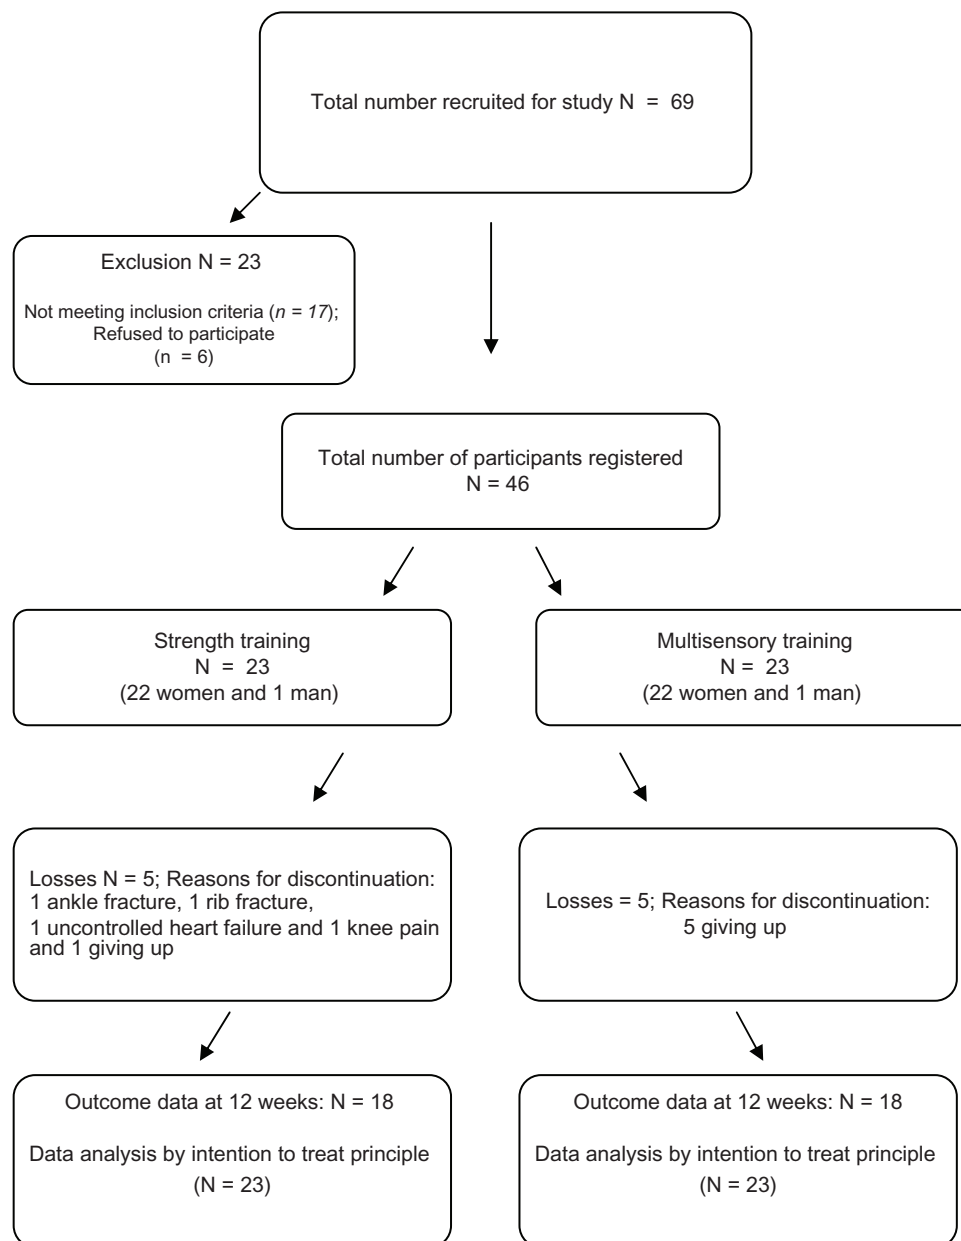 Total number recruited for study N = 69
Exclusion N = 23
Not meeting inclusion criteria (n = 17);
Refused to participate
(n = 6)
Total number of participants registered
N = 46
Strength training
N = 23
(22 women and 1 man)
Multisensory training
N = 23
(22 women and 1 man)
Losses N = 5; Reasons for discontinuation:
1 ankle fracture, 1 rib fracture,
1 uncontrolled heart failure and 1 knee pain
and 1 giving up
Losses = 5; Reasons for discontinuation:
5 giving up
Outcome data at 12 weeks: N = 18
Data analysis by intention to treat principle
(N = 23)
Outcome data at 12 weeks: N = 18
Data analysis by intention to treat principle
(N = 23)